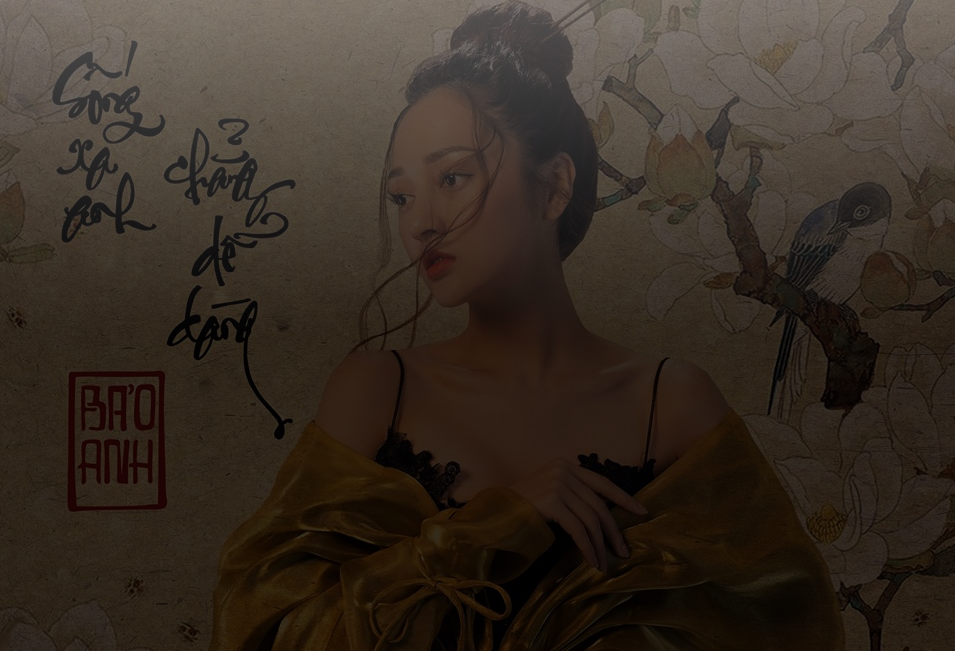 Sống
xa
anh
chẳng
dễ
dàng
BẢO
ANH